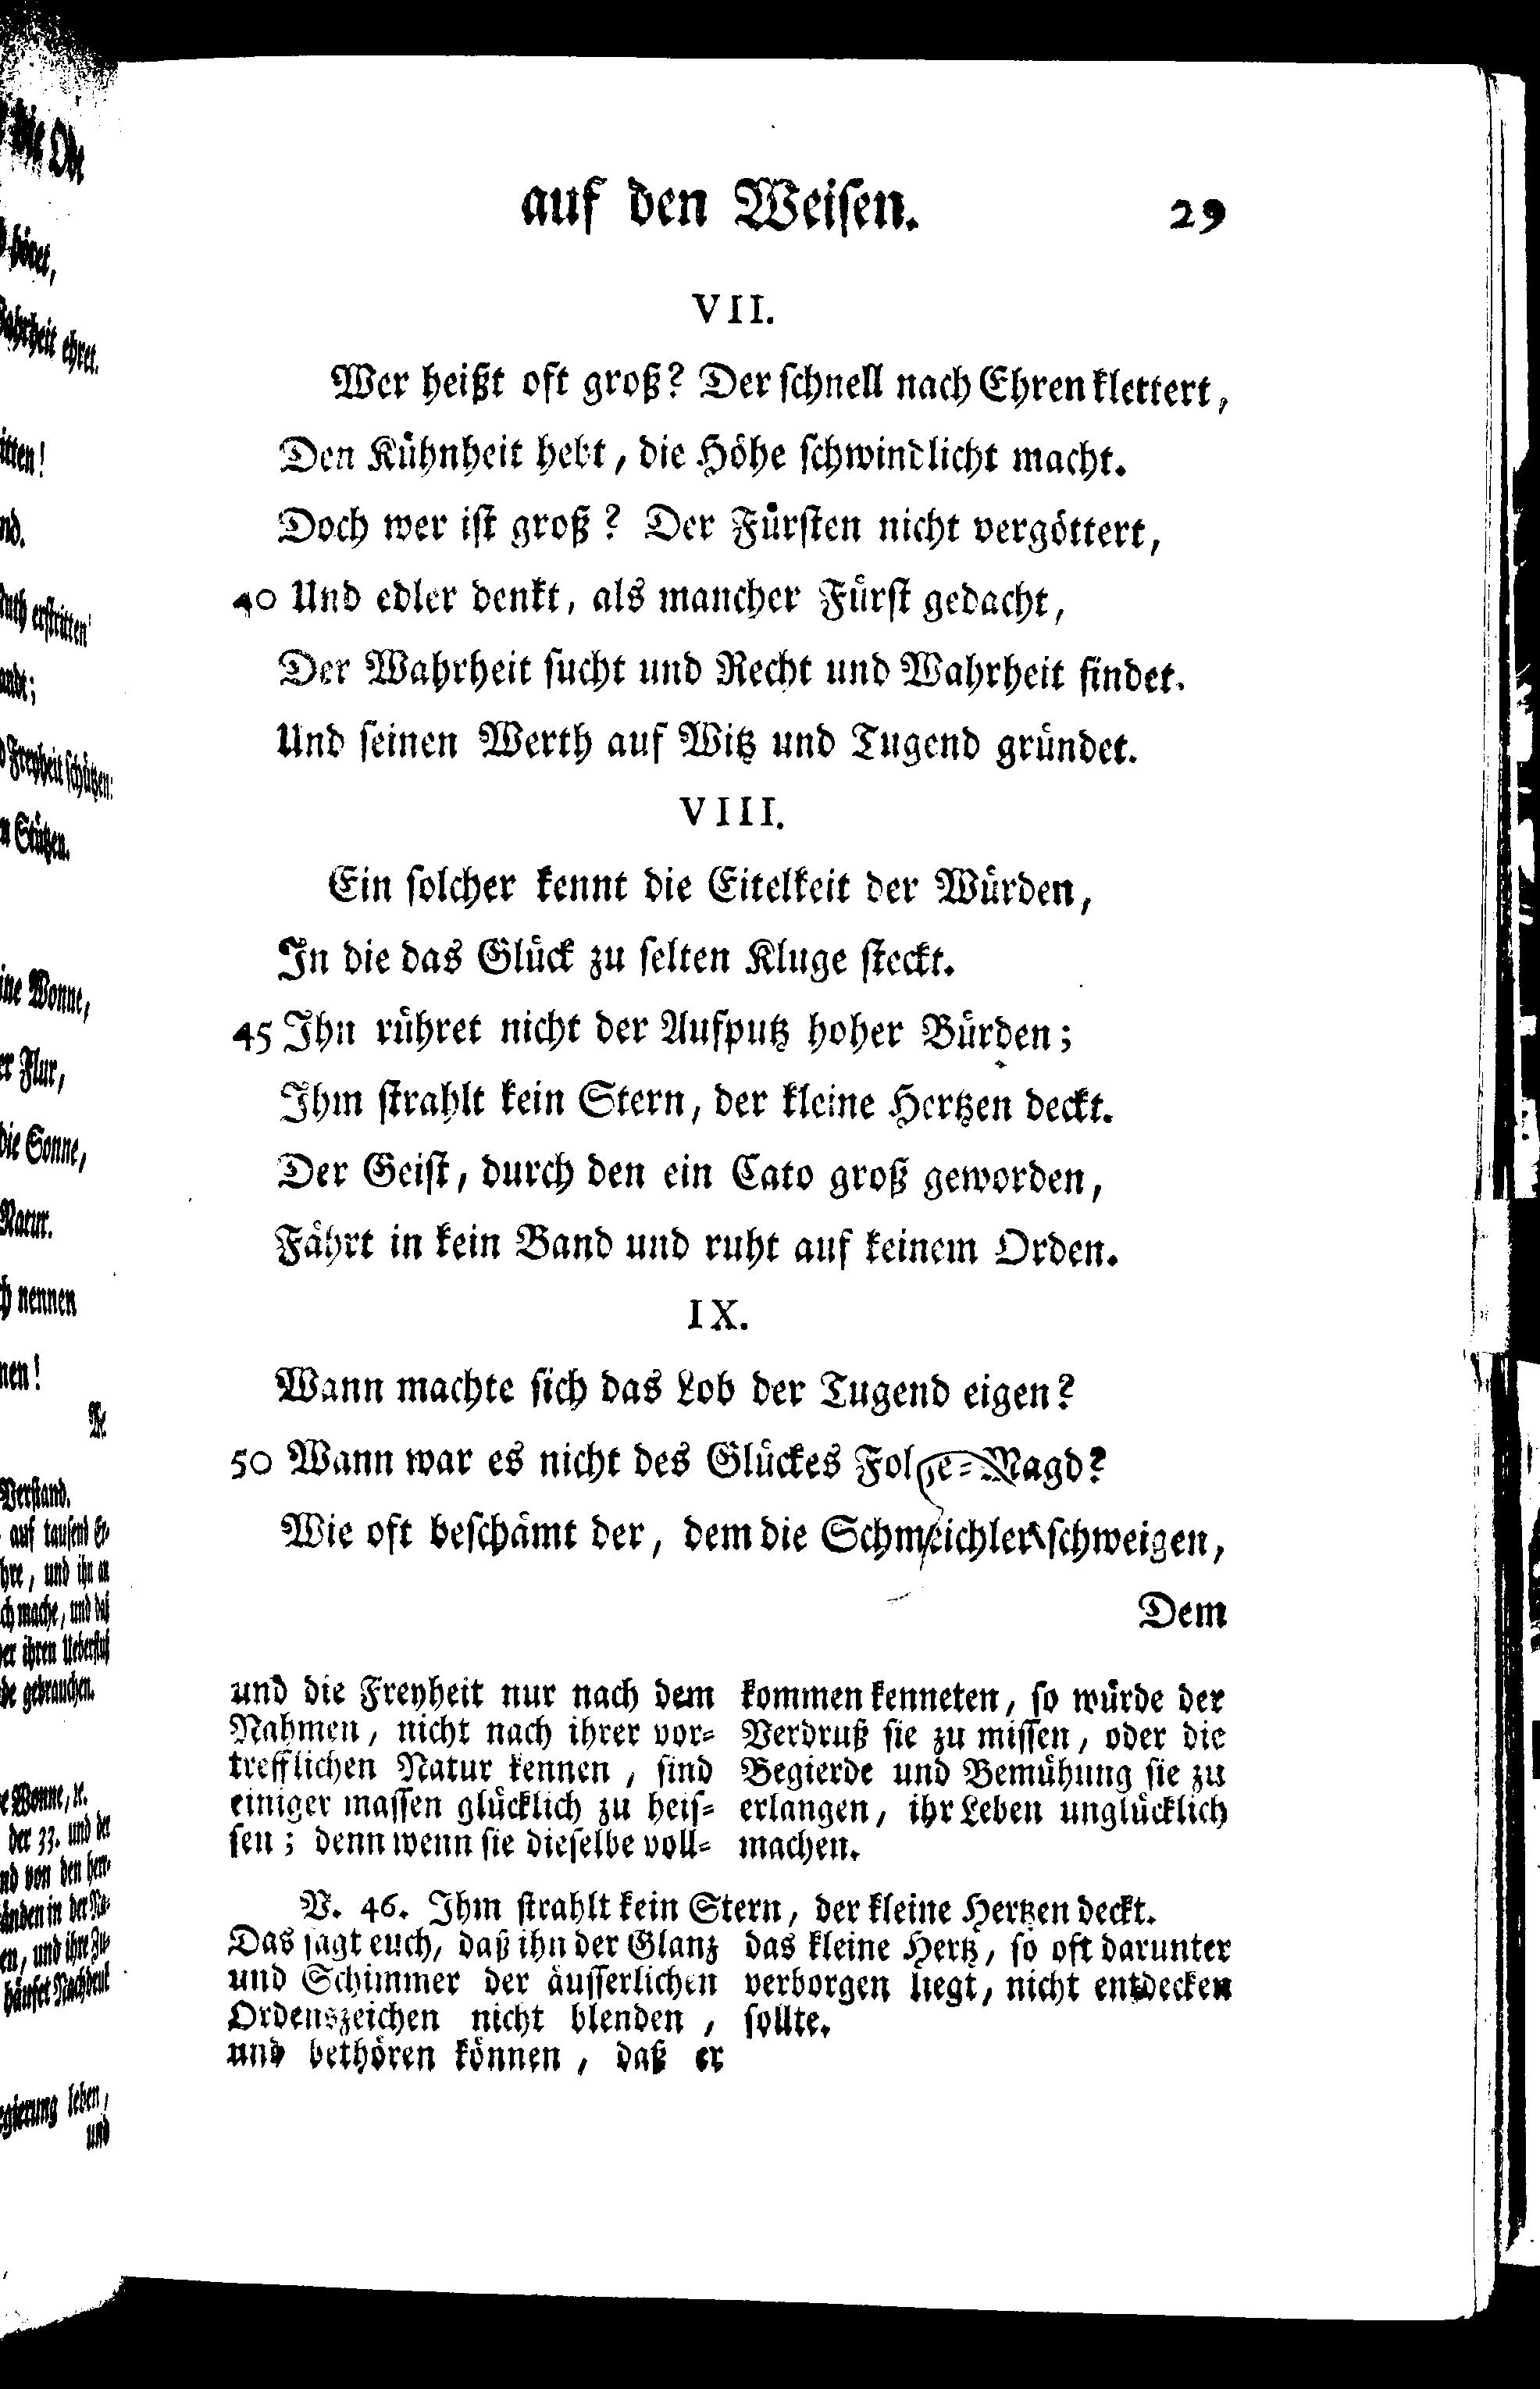 auf den Weisen. 29
VII.
Wer heißt oft groß? Der schnell nach Ehren klettert,
Den Kühnheit hebt, die Höhe schwindlicht macht.
Doch wer ist groß? Der Fürsten nicht vergöttert,
40 Und edler denkt, als mancher Fürst gedacht,
Der Wahrheit sucht und Recht und Wahrheit findet.
Und seinen Werth auf Witz und Tugend gründet.
VIII.
Ein solcher kennt die Eitelkeit der Würden,
In die das Glück zu selten Kluge steckt.
45 Ihn rühret nicht der Aufputz hoher Bürden;
Ihm strahlt kein Stern, der kleine Hertzen deckt.
Der Geist, durch den ein Cato groß geworden,
Fährt in kein Band und ruht auf keinem Orden.
IX.
Wann machte sich das Lob der Tugend eigen?
50 Wann war es nicht des Glückes Folge-Magd?
Wie oft beschämt der, dem die Schmeichler schweigen,
Dem
und die Freyheit nur nach dem
Nahmen, nicht nach ihrer vor-
trefflichen Natur kennen, sind
einiger massen glücklich zu heis-
sen; denn wenn sie dieselbe voll-
kommen kenneten, so würde der
Verdruß sie zu missen, oder die
Begierde und Bemühung sie zu
erlangen, ihr Leben unglücklich
machen.
V. 46. Ihm strahlt kein Stern, der kleine Hertzen deckt.
Das sagt euch, daß ihn der Glanz
und Schimmer der äusserlichen
Ordenszeichen nicht blenden,
und bethören können, daß er
das kleine Hertz, so oft darunter
verborgen liegt, nicht entdecken
sollte.